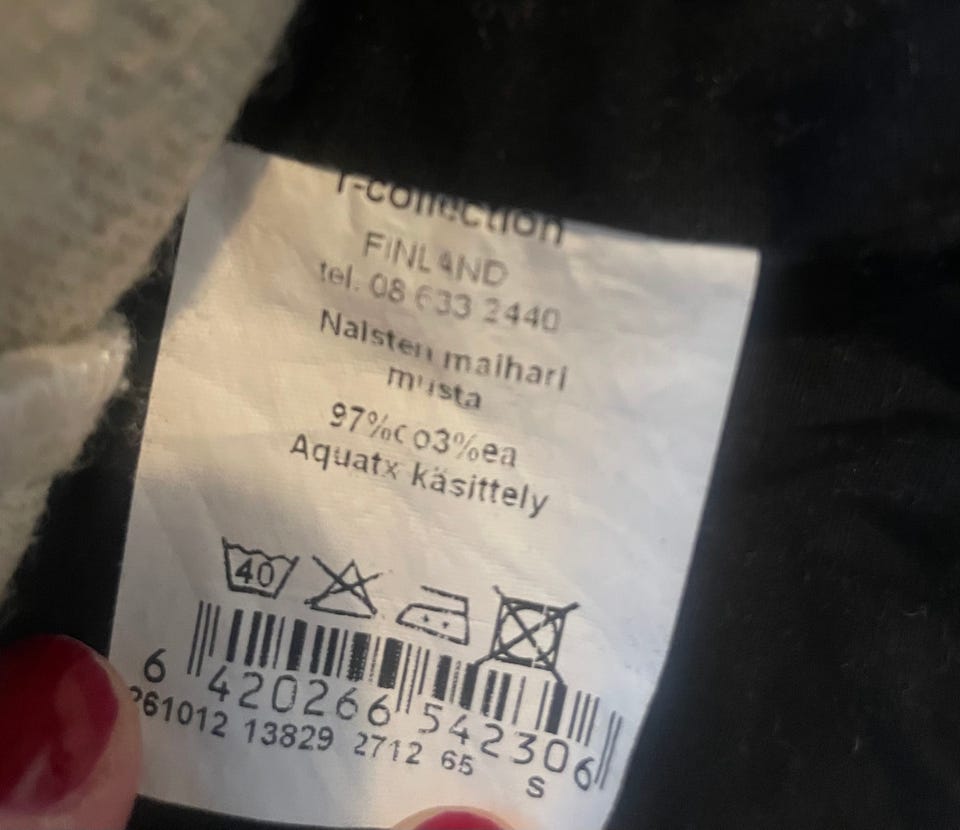 r-collection
FINLAND
tel. 08 633 2440
Naisten maihari
musta
97%co3%ea
Aquatx käsittely
40
6 420266 542306
261012 13829 2712 65
S